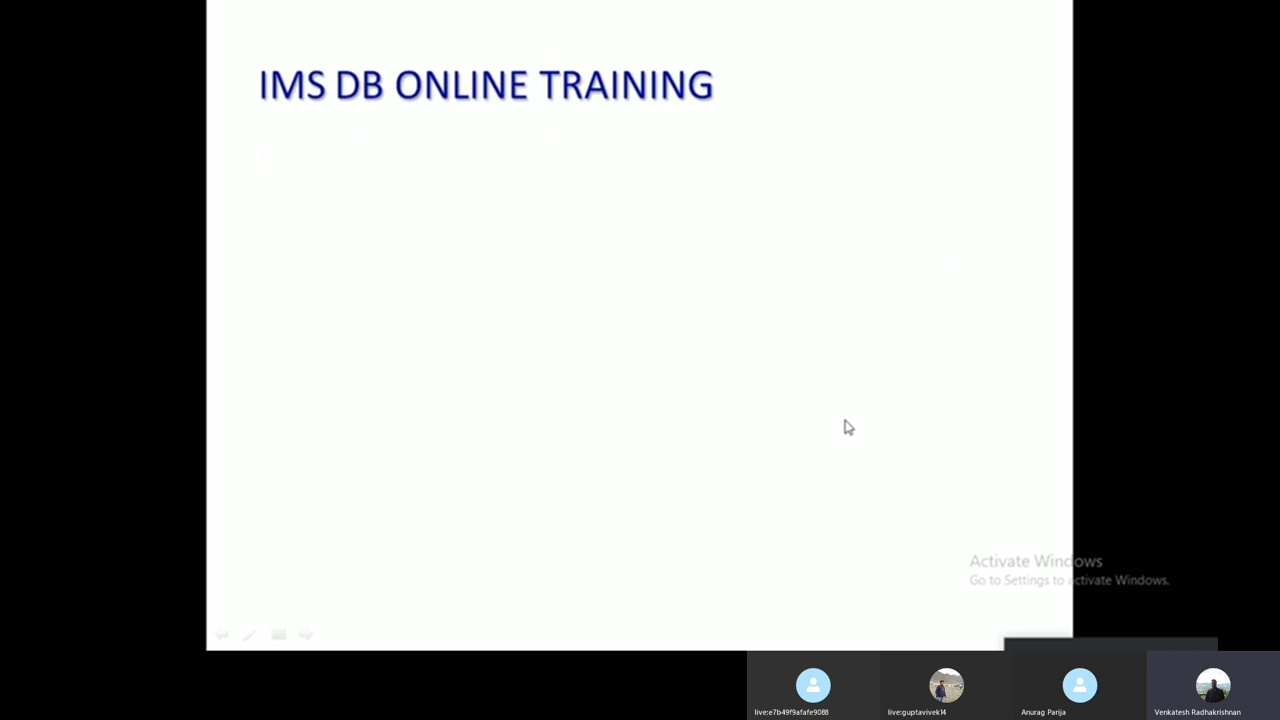 IMS DB ONLINE TRAINING
Activate Windows
Go to Settings to activate Windows.
live:e7b49f9afafe9088
live:guptavivek14
Anurag Parija
Venkatesh Radhakrishnan